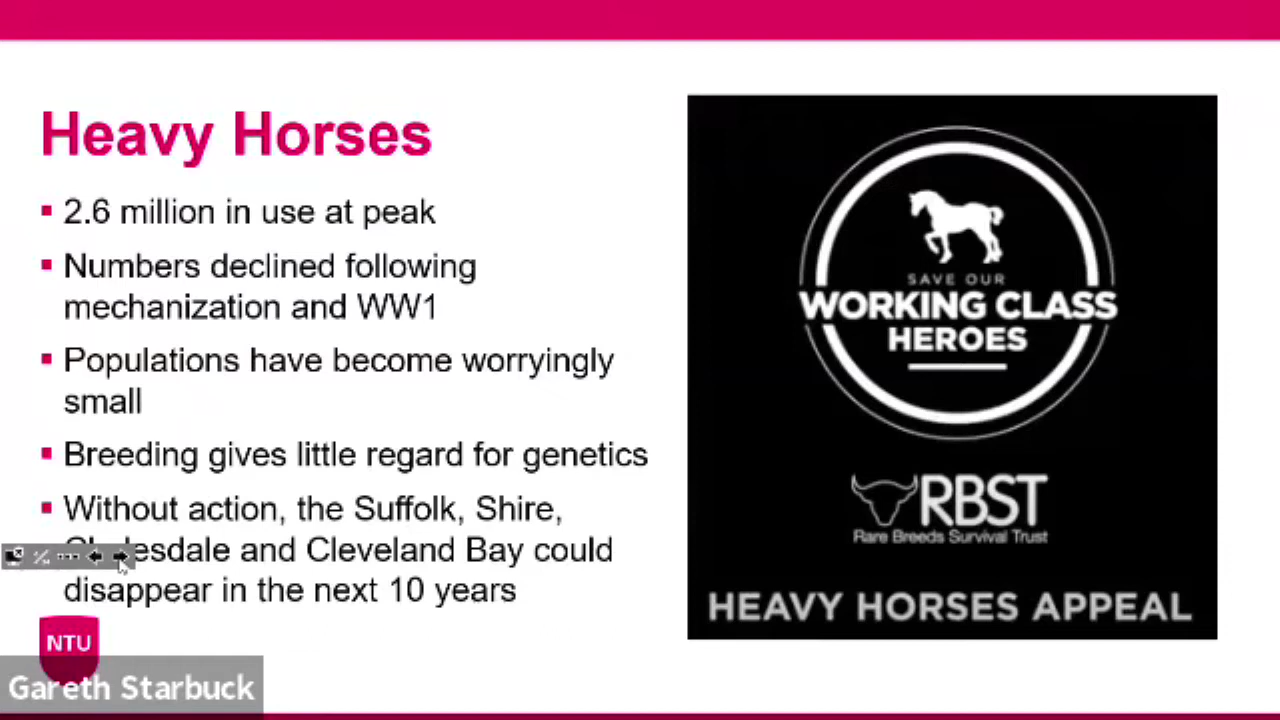 Heavy Horses
2.6 million in use at peak
Numbers declined following
mechanization and WW1
Populations have become worryingly
small
Breeding gives little regard for genetics
Without action, the Suffolk, Shire,
Clydesdale and Cleveland Bay could
disappear in the next 10 years
SAVE OUR
WORKING CLASS
HEROES
RBST
Rare Breeds Survival Trust
HEAVY HORSES APPEAL
NTU
Gareth Starbuck